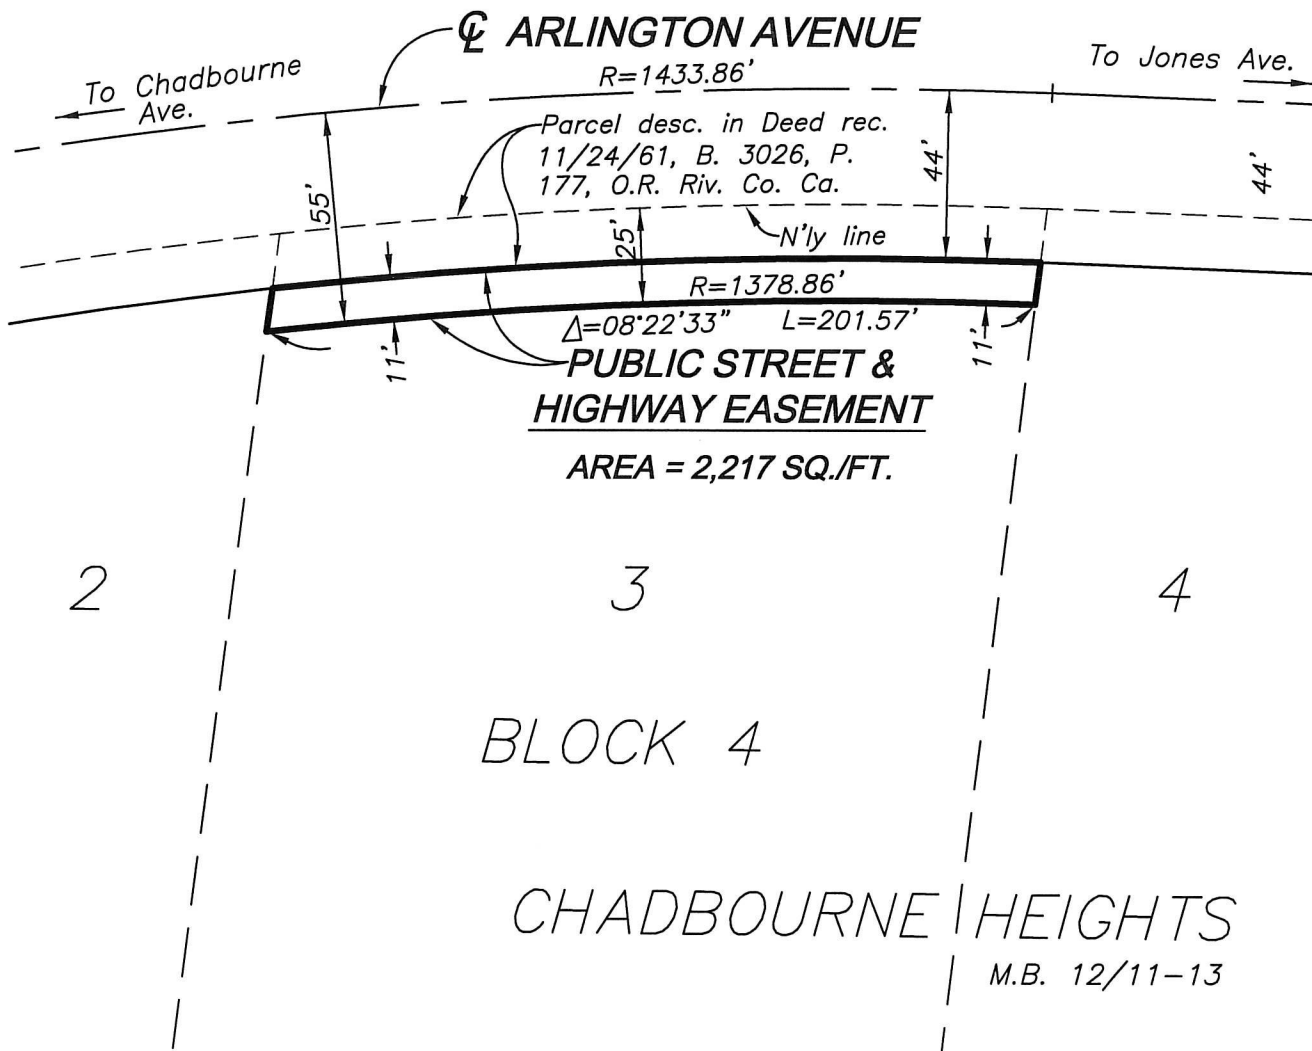 ℄ ARLINGTON AVENUE
R=1433.86'
To Chadbourne
Ave.
To Jones Ave.
Parcel desc. in Deed rec.
11/24/61, B. 3026, P.
177, O.R. Riv. Co. Ca.
55'
44'
44'
25'
N'ly line
R=1378.86'
Δ=08°22'33" L=201.57'
11'
11'
PUBLIC STREET &
HIGHWAY EASEMENT
AREA = 2,217 SQ./FT.
2
3
4
BLOCK 4
CHADBOURNE HEIGHTS
M.B. 12/11-13